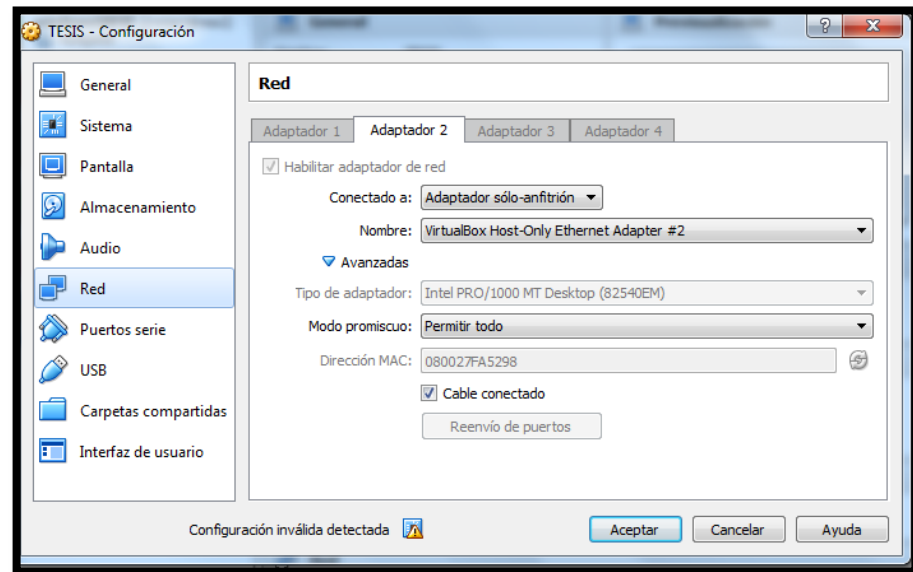 TESIS - Configuración
General
Sistema
Pantalla
Almacenamiento
Audio
Red
Puertos serie
USB
Carpetas compartidas
Interfaz de usuario
Red
Adaptador 1 Adaptador 2 Adaptador 3 Adaptador 4
Habilitar adaptador de red
Conectado a: Adaptador sólo-anfitrión
Nombre: VirtualBox Host-Only Ethernet Adapter #2
Avanzadas
Tipo de adaptador: Intel PRO/1000 MT Desktop (82540EM)
Modo promiscuo: Permitir todo
Dirección MAC: 080027FA5298
Cable conectado
Reenvío de puertos
Configuración inválida detectada
Aceptar Cancelar Ayuda